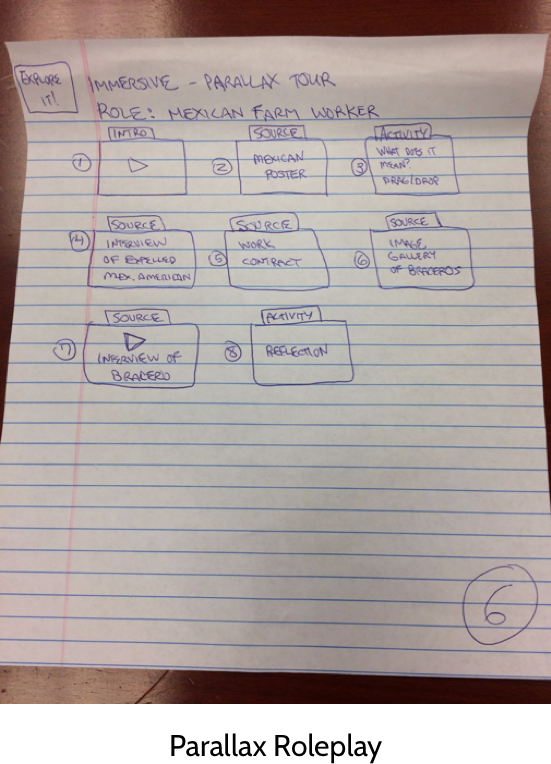 EXPLORE
IT!
IMMERSIVE - PARALLAX TOUR
ROLE: MEXICAN FARM WORKER
INTRO
1
SOURCE
2
MEXICAN
POSTER
ACTIVITY
3
WHAT DOES IT
MEAN?
DRAG/DROP
SOURCE
4
INTERVIEW
OF EXPELLED
MEX. AMERICAN
SOURCE
5
WORK
CONTRACT
SOURCE
6
IMAGE
GALLERY
OF BRACEROS
SOURCE
7
INTERVIEW OF
BRACERO
ACTIVITY
8
REFLECTION
6
Parallax Roleplay